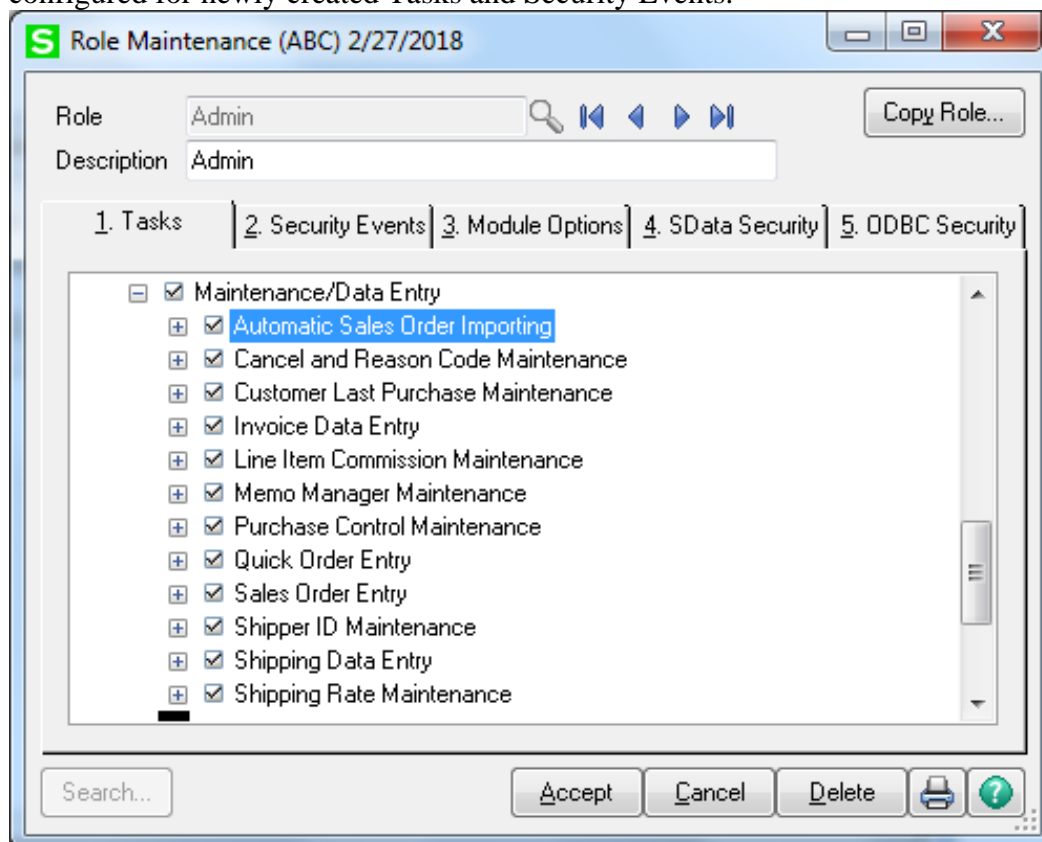 configured for newly created Tasks and Security Events.
S Role Maintenance (ABC) 2/27/2018
Role Admin Copy Role...
Description Admin
1. Tasks 2. Security Events 3. Module Options 4. SData Security 5. ODBC Security
Maintenance/Data Entry
Automatic Sales Order Importing
Cancel and Reason Code Maintenance
Customer Last Purchase Maintenance
Invoice Data Entry
Line Item Commission Maintenance
Memo Manager Maintenance
Purchase Control Maintenance
Quick Order Entry
Sales Order Entry
Shipper ID Maintenance
Shipping Data Entry
Shipping Rate Maintenance
Search... Accept Cancel Delete ?